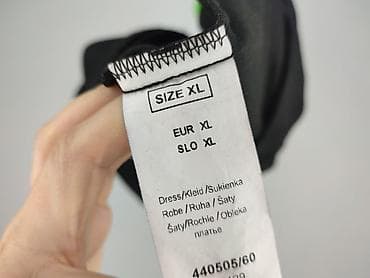 SIZE XL
EUR XL
SLO XL
Dress/Kleid/Sukienka
Robe/Ruha/Šaty
Šaty/Rochie/Obleka
платье
440505/60